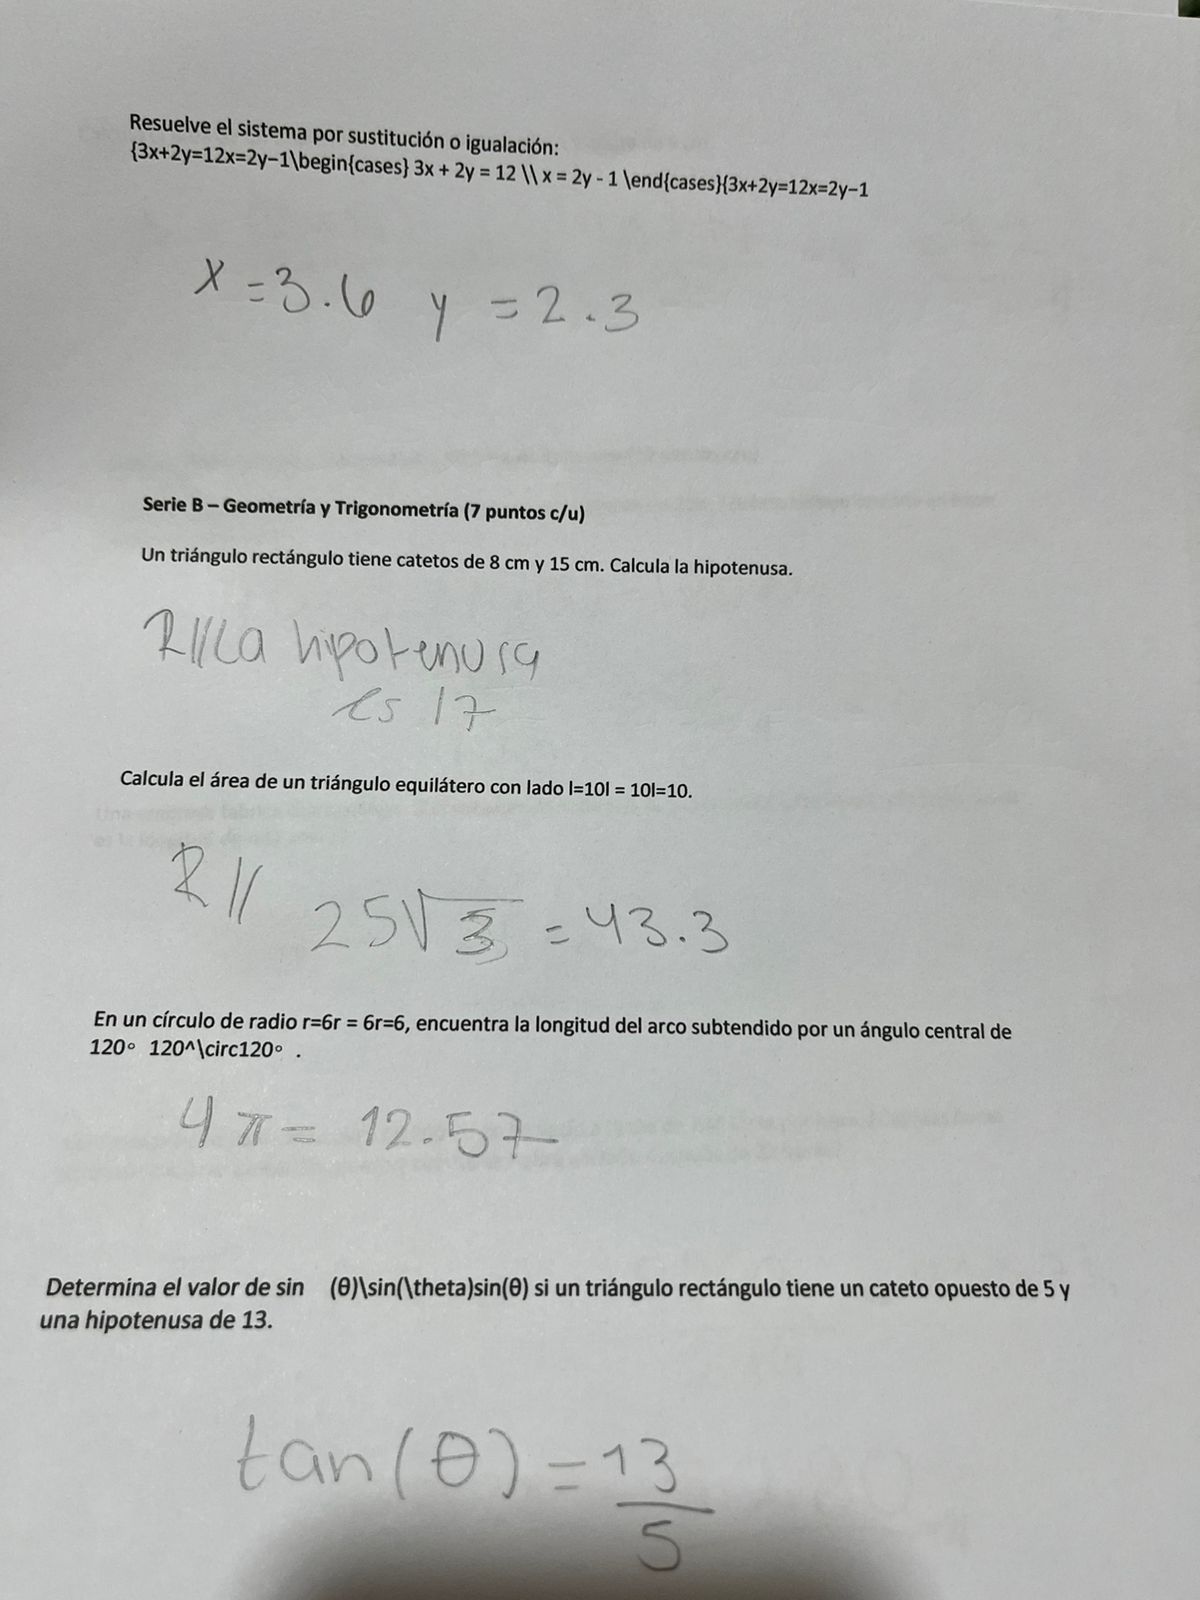 Resuelve el sistema por sustitución o igualación:
{3x+2y=12x=2y−1\begin{cases} 3x + 2y = 12 \\ x = 2y - 1 \end{cases}{3x+2y=12x=2y−1
x = 3.6 y = 2.3
Serie B – Geometría y Trigonometría (7 puntos c/u)
Un triángulo rectángulo tiene catetos de 8 cm y 15 cm. Calcula la hipotenusa.
R//La hipotenusa
es 17
Calcula el área de un triángulo equilátero con lado l=10l = 10l=10.
R// 25√3 = 43.3
En un círculo de radio r=6r = 6r=6, encuentra la longitud del arco subtendido por un ángulo central de
120∘ 120^\circ120∘ .
4π = 12.57
Determina el valor de sin (θ)\sin(\theta)sin(θ) si un triángulo rectángulo tiene un cateto opuesto de 5 y
una hipotenusa de 13.
tan(θ) = 13
5